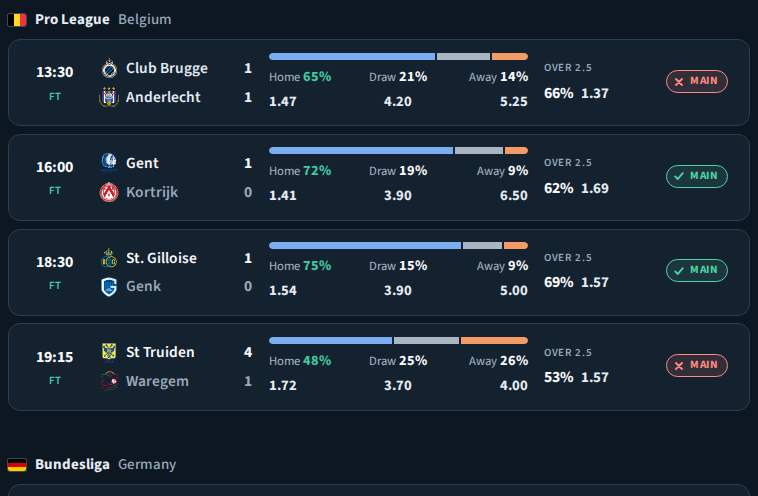 Pro League Belgium
13:30 FT Club Brugge 1 Anderlecht 1
Home 65% Draw 21% Away 14%
1.47 4.20 5.25
OVER 2.5
66% 1.37
MAIN
16:00 FT Gent 1 Kortrijk 0
Home 72% Draw 19% Away 9%
1.41 3.90 6.50
OVER 2.5
62% 1.69
MAIN
18:30 FT St. Gilloise 1 Genk 0
Home 75% Draw 15% Away 9%
1.54 3.90 5.00
OVER 2.5
69% 1.57
MAIN
19:15 FT St Truiden 4 Waregem 1
Home 48% Draw 25% Away 26%
1.72 3.70 4.00
OVER 2.5
53% 1.57
MAIN
Bundesliga Germany